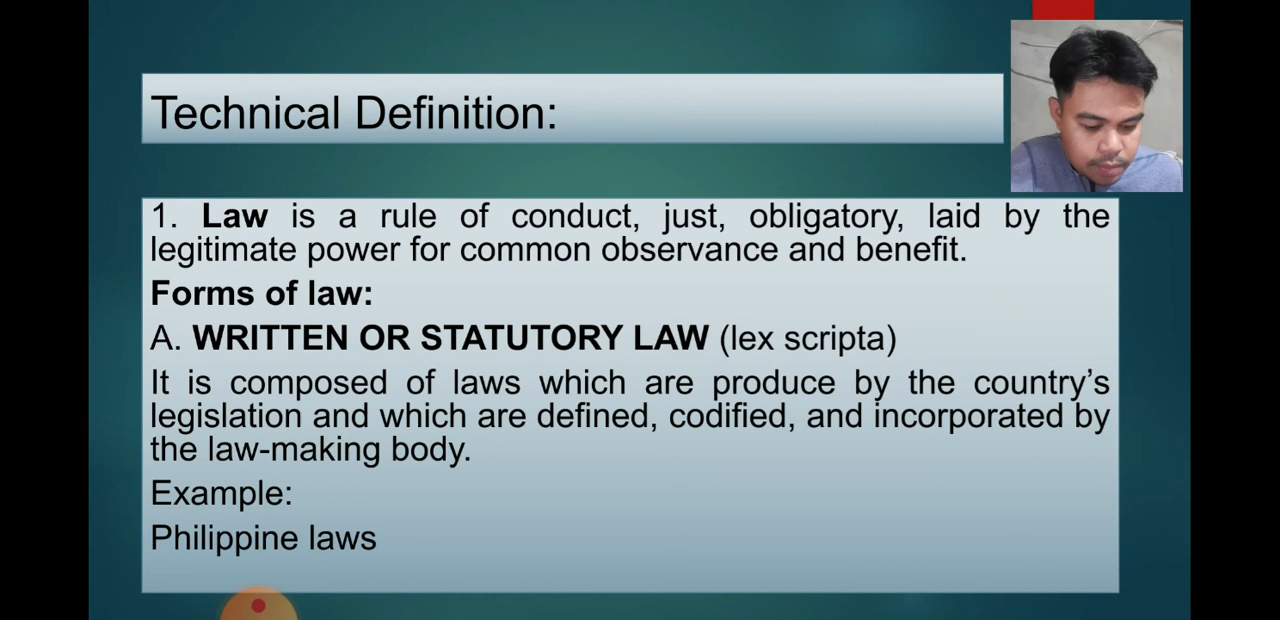 Technical Definition:
1. Law is a rule of conduct, just, obligatory, laid by the
legitimate power for common observance and benefit.
Forms of law:
A. WRITTEN OR STATUTORY LAW (lex scripta)
It is composed of laws which are produce by the country’s
legislation and which are defined, codified, and incorporated by
the law-making body.
Example:
Philippine laws